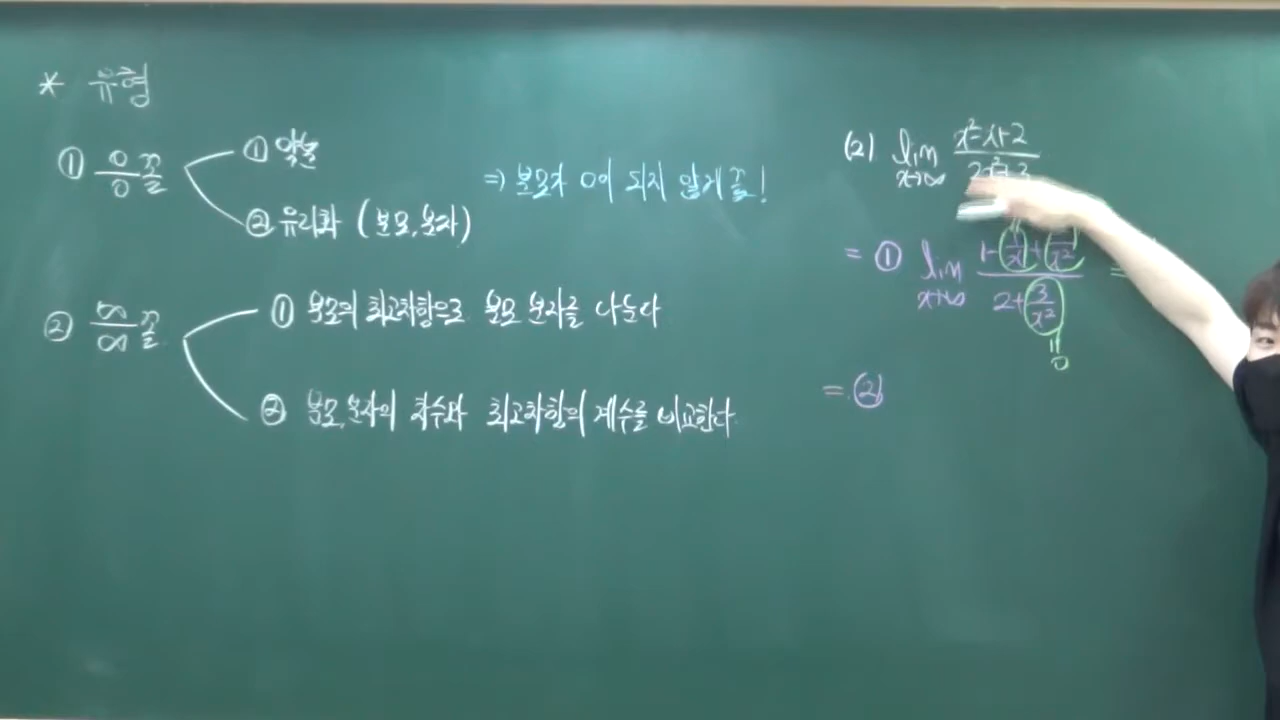 * 유형
① 0/0 꼴
① 약분
② 유리화 (분모, 분자)
⇒ 분모가 0이 되지 않게끔!
② ∞/∞ 꼴
① 분모의 최고차항으로 분모 분자를 나눈다
② 분모, 분자의 차수와 최고차항의 계수를 비교한다
(2) lim x→∞ (x²-x+2)/(2x²+3)
= ① lim x→∞ (1-1/x+2/x²)/(2+3/x²) =
0
= ②